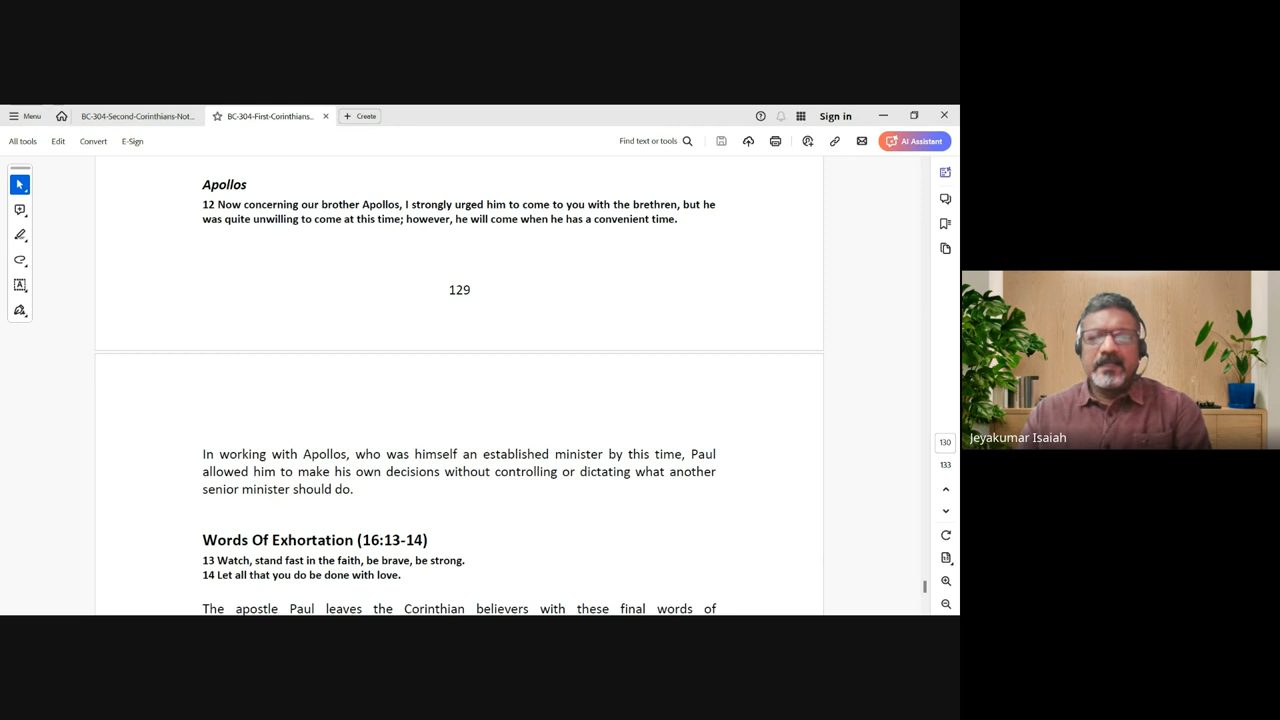 Menu
BC-304-Second-Corinthians-Not...
BC-304-First-Corinthians...
Create
Sign in
All tools
Edit
Convert
E-Sign
Find text or tools
AI Assistant
Apollos
12 Now concerning our brother Apollos, I strongly urged him to come to you with the brethren, but he
was quite unwilling to come at this time; however, he will come when he has a convenient time.
129
In working with Apollos, who was himself an established minister by this time, Paul
allowed him to make his own decisions without controlling or dictating what another
senior minister should do.
Words Of Exhortation (16:13-14)
13 Watch, stand fast in the faith, be brave, be strong.
14 Let all that you do be done with love.
The apostle Paul leaves the Corinthian believers with these final words of
130
133
Jeyakumar Isaiah